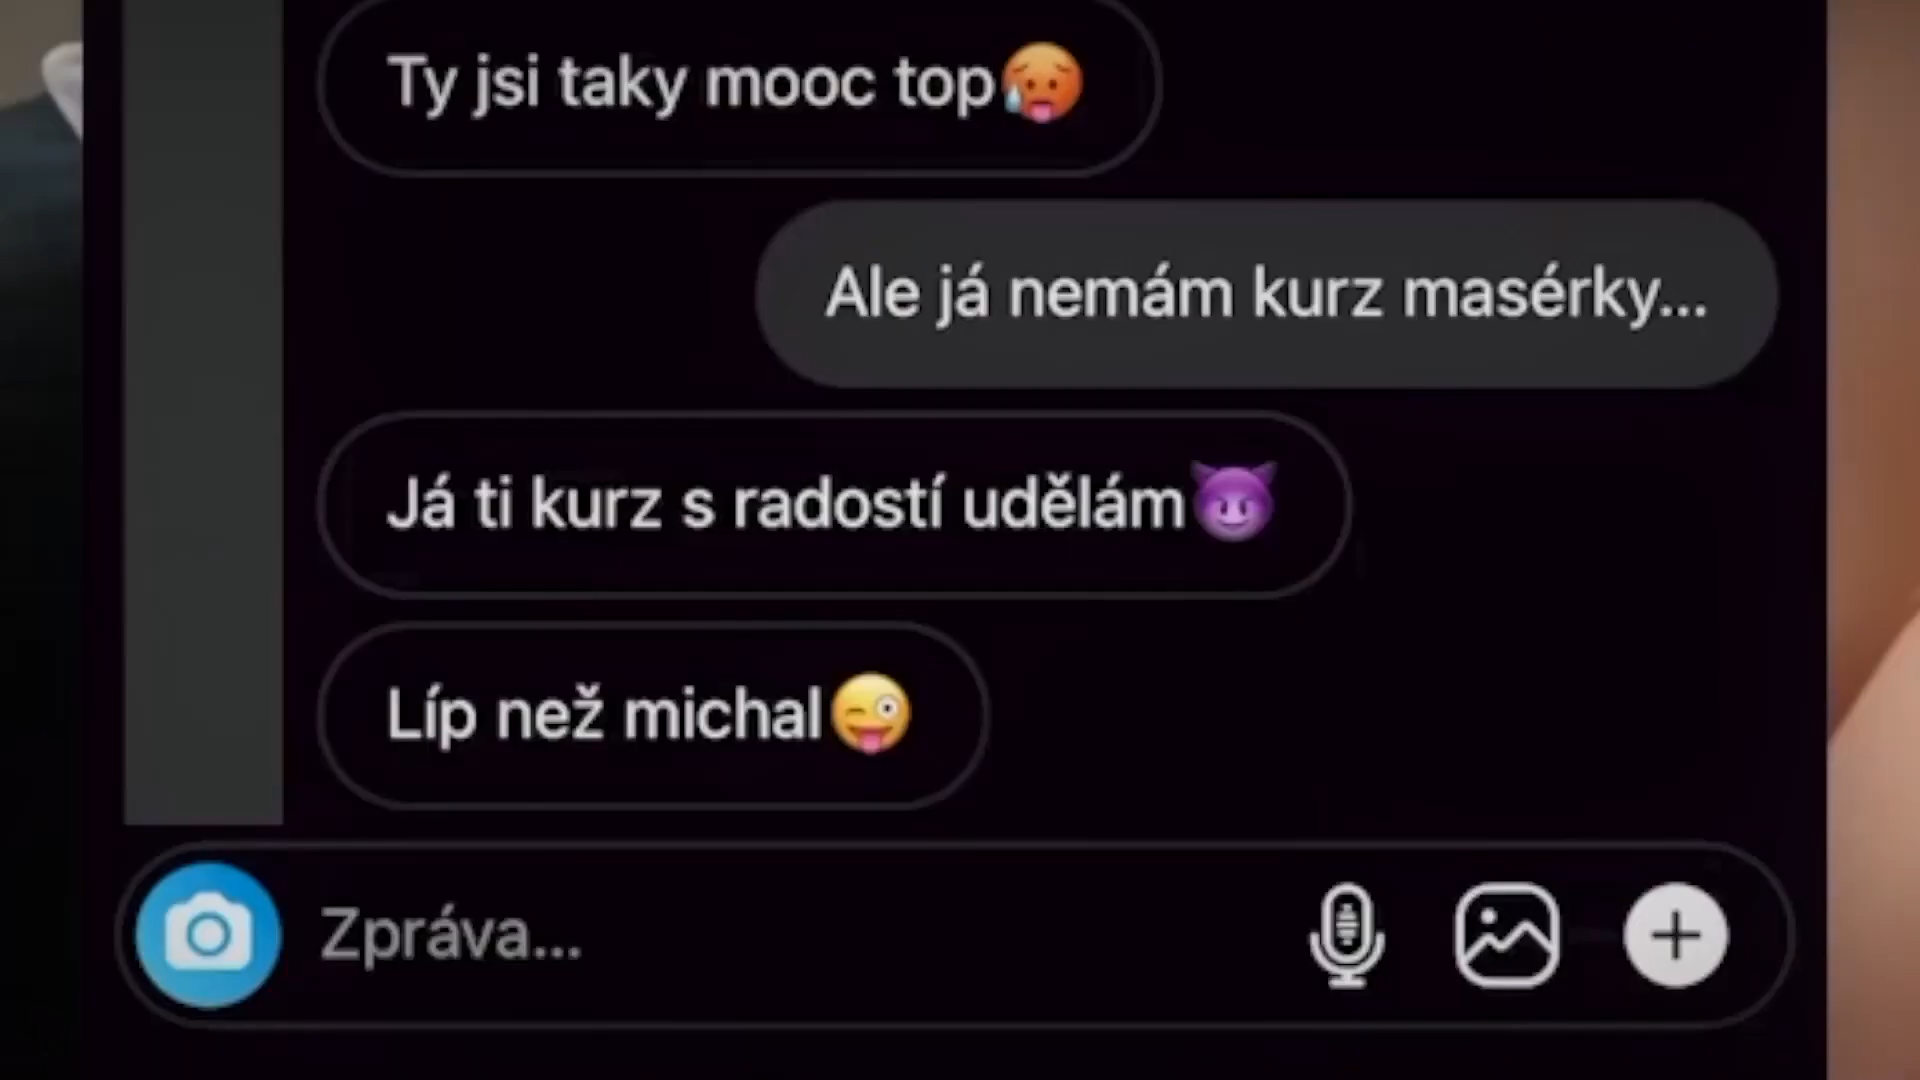 Ty jsi taky mooc top🥵
Ale já nemám kurz masérky...
Já ti kurz s radostí udělám😈
Líp než michal😜
Zpráva...